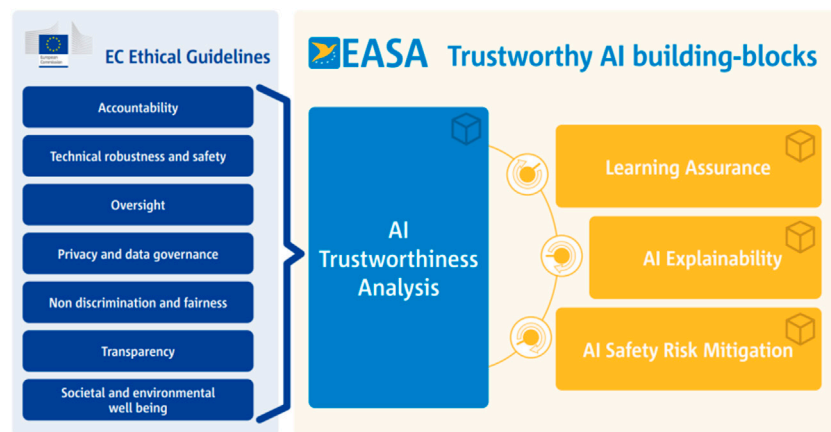 European
Commission
EC Ethical Guidelines
Accountability
Technical robustness and safety
Oversight
Privacy and data governance
Non discrimination and fairness
Transparency
Societal and environmental
well being
EASA Trustworthy AI building-blocks
AI
Trustworthiness
Analysis
Learning Assurance
AI Explainability
AI Safety Risk Mitigation